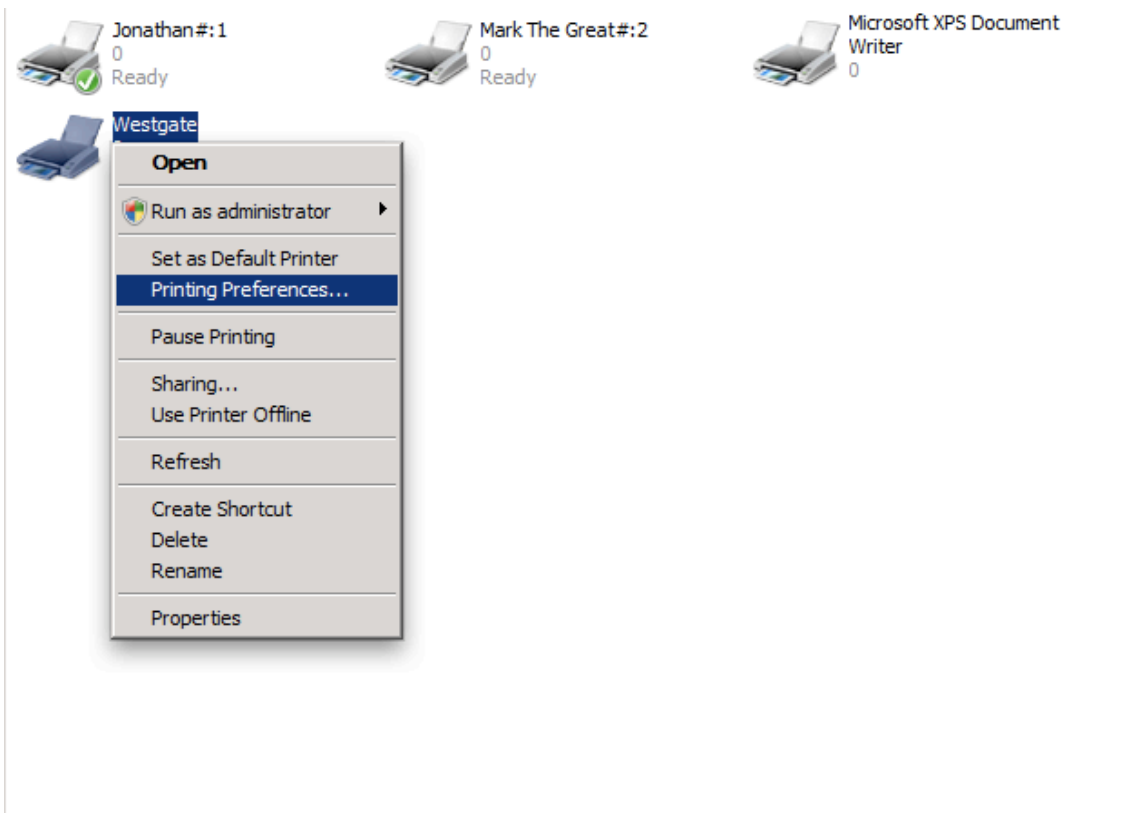 Jonathan#:1
0
Ready
Mark The Great#:2
0
Ready
Microsoft XPS Document
Writer
0
Westgate
Open
Run as administrator
Set as Default Printer
Printing Preferences...
Pause Printing
Sharing...
Use Printer Offline
Refresh
Create Shortcut
Delete
Rename
Properties